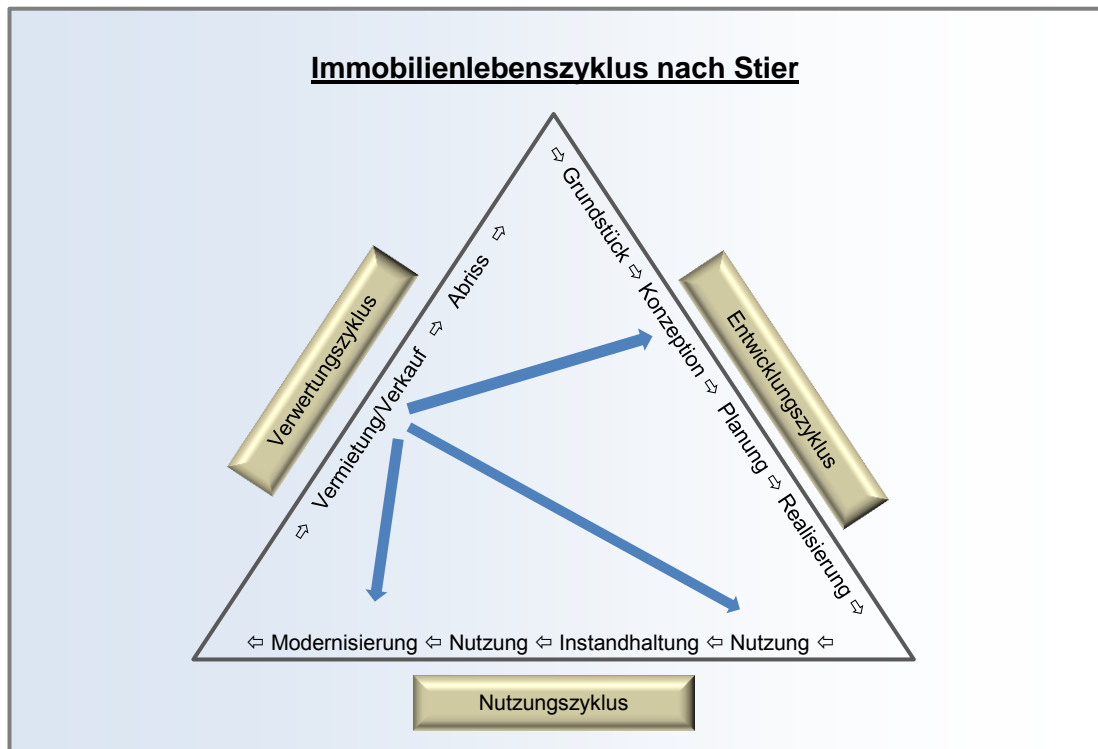 Immobilienlebenszyklus nach Stier
⇨ Grundstück ⇨ Konzeption ⇨ Planung ⇨ Realisierung ⇨
Entwicklungszyklus
⇦ Modernisierung ⇦ Nutzung ⇦ Instandhaltung ⇦ Nutzung ⇦
Nutzungszyklus
⇨ Vermietung/Verkauf ⇨ Abriss ⇨
Verwertungszyklus